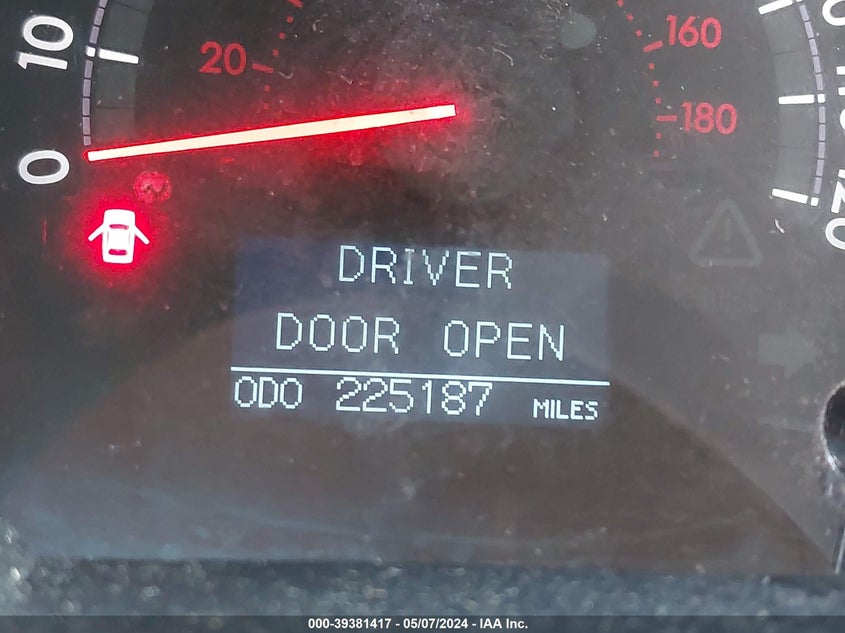 10
20
160
180
0
DRIVER
DOOR OPEN
ODO 225187 MILES
000-39381417 - 05/07/2024 - IAA Inc.